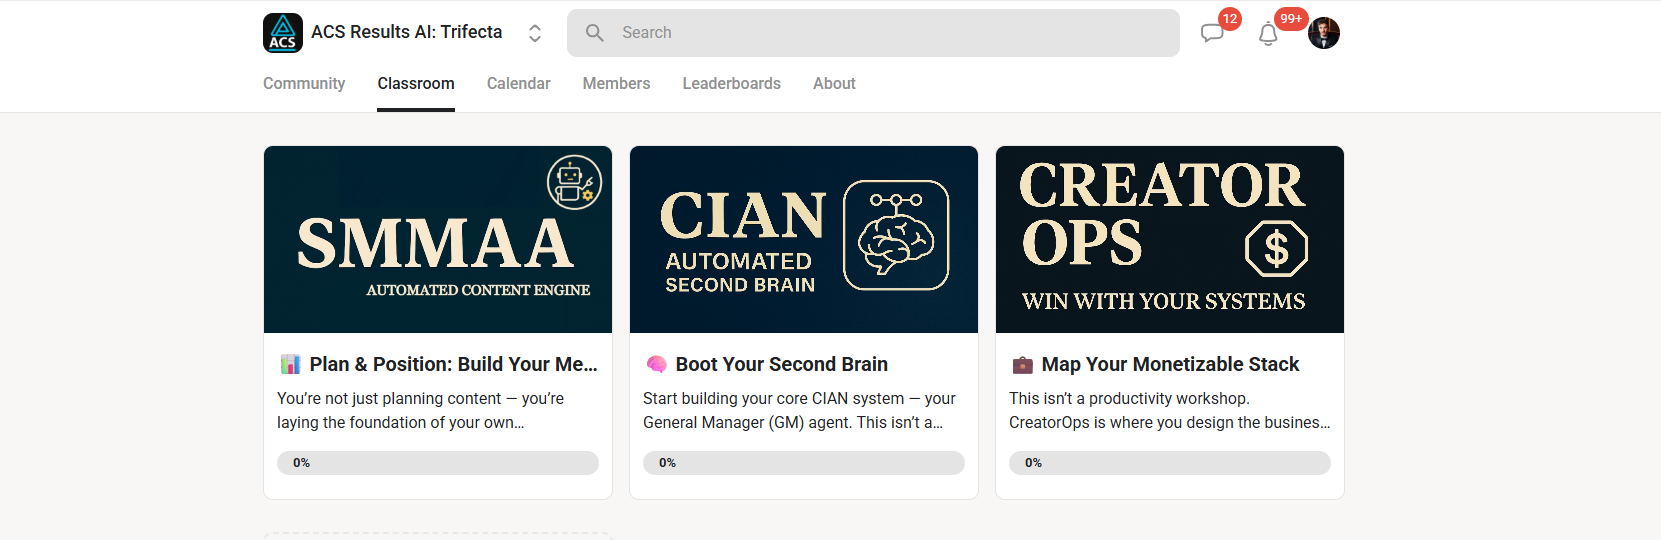 ACS
ACS Results AI: Trifecta
Search
12
99+
Community
Classroom
Calendar
Members
Leaderboards
About
SMMAA
AUTOMATED CONTENT ENGINE
📊 Plan & Position: Build Your Me...
You’re not just planning content — you’re
laying the foundation of your own...
0%
CIAN
AUTOMATED
SECOND BRAIN
🧠 Boot Your Second Brain
Start building your core CIAN system — your
General Manager (GM) agent. This isn’t a...
0%
CREATOR
OPS
$
WIN WITH YOUR SYSTEMS
💼 Map Your Monetizable Stack
This isn’t a productivity workshop.
CreatorOps is where you design the busines...
0%